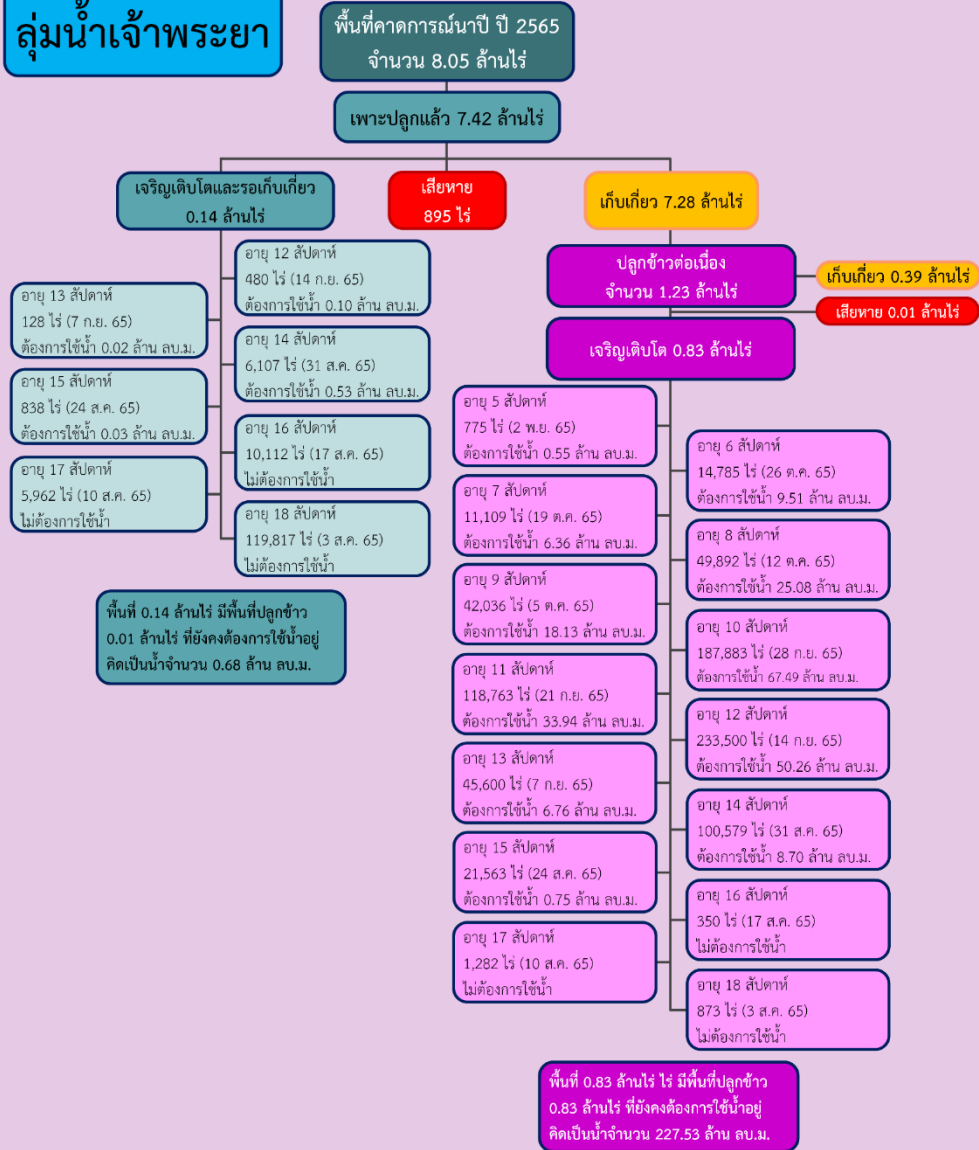 ลุ่มน้ำเจ้าพระยา
พื้นที่คาดการณ์นาปี ปี 2565
จำนวน 8.05 ล้านไร่
เพาะปลูกแล้ว 7.42 ล้านไร่
เจริญเติบโตและรอเก็บเกี่ยว
0.14 ล้านไร่
เสียหาย
895 ไร่
เก็บเกี่ยว 7.28 ล้านไร่
อายุ 12 สัปดาห์
480 ไร่ (14 ก.ย. 65)
ต้องการใช้น้ำ 0.10 ล้าน ลบ.ม.
อายุ 13 สัปดาห์
128 ไร่ (7 ก.ย. 65)
ต้องการใช้น้ำ 0.02 ล้าน ลบ.ม.
อายุ 14 สัปดาห์
6,107 ไร่ (31 ส.ค. 65)
ต้องการใช้น้ำ 0.53 ล้าน ลบ.ม.
อายุ 15 สัปดาห์
838 ไร่ (24 ส.ค. 65)
ต้องการใช้น้ำ 0.03 ล้าน ลบ.ม.
อายุ 16 สัปดาห์
10,112 ไร่ (17 ส.ค. 65)
ไม่ต้องการใช้น้ำ
อายุ 17 สัปดาห์
5,962 ไร่ (10 ส.ค. 65)
ไม่ต้องการใช้น้ำ
อายุ 18 สัปดาห์
119,817 ไร่ (3 ส.ค. 65)
ไม่ต้องการใช้น้ำ
พื้นที่ 0.14 ล้านไร่ มีพื้นที่ปลูกข้าว
0.01 ล้านไร่ ที่ยังคงต้องการใช้น้ำอยู่
คิดเป็นน้ำจำนวน 0.68 ล้าน ลบ.ม.
ปลูกข้าวต่อเนื่อง
จำนวน 1.23 ล้านไร่
เก็บเกี่ยว 0.39 ล้านไร่
เสียหาย 0.01 ล้านไร่
เจริญเติบโต 0.83 ล้านไร่
อายุ 5 สัปดาห์
775 ไร่ (2 พ.ย. 65)
ต้องการใช้น้ำ 0.55 ล้าน ลบ.ม.
อายุ 6 สัปดาห์
14,785 ไร่ (26 ต.ค. 65)
ต้องการใช้น้ำ 9.51 ล้าน ลบ.ม.
อายุ 7 สัปดาห์
11,109 ไร่ (19 ต.ค. 65)
ต้องการใช้น้ำ 6.36 ล้าน ลบ.ม.
อายุ 8 สัปดาห์
49,892 ไร่ (12 ต.ค. 65)
ต้องการใช้น้ำ 25.08 ล้าน ลบ.ม.
อายุ 9 สัปดาห์
42,036 ไร่ (5 ต.ค. 65)
ต้องการใช้น้ำ 18.13 ล้าน ลบ.ม.
อายุ 10 สัปดาห์
187,883 ไร่ (28 ก.ย. 65)
ต้องการใช้น้ำ 67.49 ล้าน ลบ.ม.
อายุ 11 สัปดาห์
118,763 ไร่ (21 ก.ย. 65)
ต้องการใช้น้ำ 33.94 ล้าน ลบ.ม.
อายุ 12 สัปดาห์
233,500 ไร่ (14 ก.ย. 65)
ต้องการใช้น้ำ 50.26 ล้าน ลบ.ม.
อายุ 13 สัปดาห์
45,600 ไร่ (7 ก.ย. 65)
ต้องการใช้น้ำ 6.76 ล้าน ลบ.ม.
อายุ 14 สัปดาห์
100,579 ไร่ (31 ส.ค. 65)
ต้องการใช้น้ำ 8.70 ล้าน ลบ.ม.
อายุ 15 สัปดาห์
21,563 ไร่ (24 ส.ค. 65)
ต้องการใช้น้ำ 0.75 ล้าน ลบ.ม.
อายุ 16 สัปดาห์
350 ไร่ (17 ส.ค. 65)
ไม่ต้องการใช้น้ำ
อายุ 17 สัปดาห์
1,282 ไร่ (10 ส.ค. 65)
ไม่ต้องการใช้น้ำ
อายุ 18 สัปดาห์
873 ไร่ (3 ส.ค. 65)
ไม่ต้องการใช้น้ำ
พื้นที่ 0.83 ล้านไร่ ไร่ มีพื้นที่ปลูกข้าว
0.83 ล้านไร่ ที่ยังคงต้องการใช้น้ำอยู่
คิดเป็นน้ำจำนวน 227.53 ล้าน ลบ.ม.